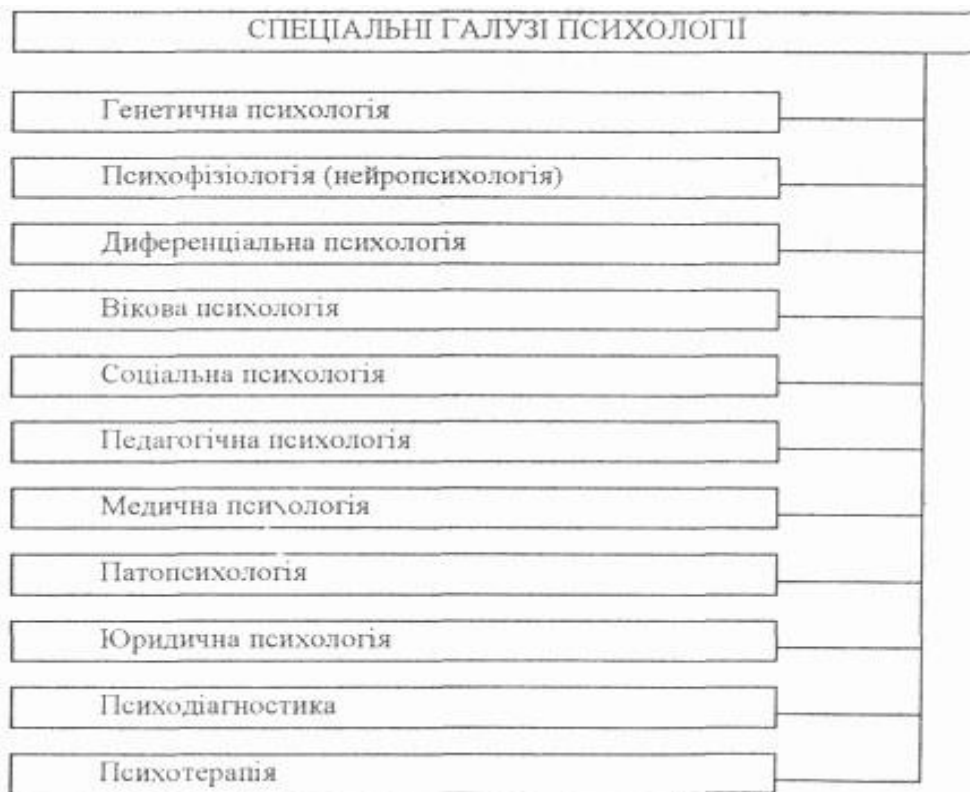 СПЕЦІАЛЬНІ ГАЛУЗІ ПСИХОЛОГІЇ
Генетична психологія
Психофізіологія (нейропсихологія)
Диференціальна психологія
Вікова психологія
Соціальна психологія
Педагогічна психологія
Медична психологія
Патопсихологія
Юридична психологія
Психодіагностика
Психотерапія